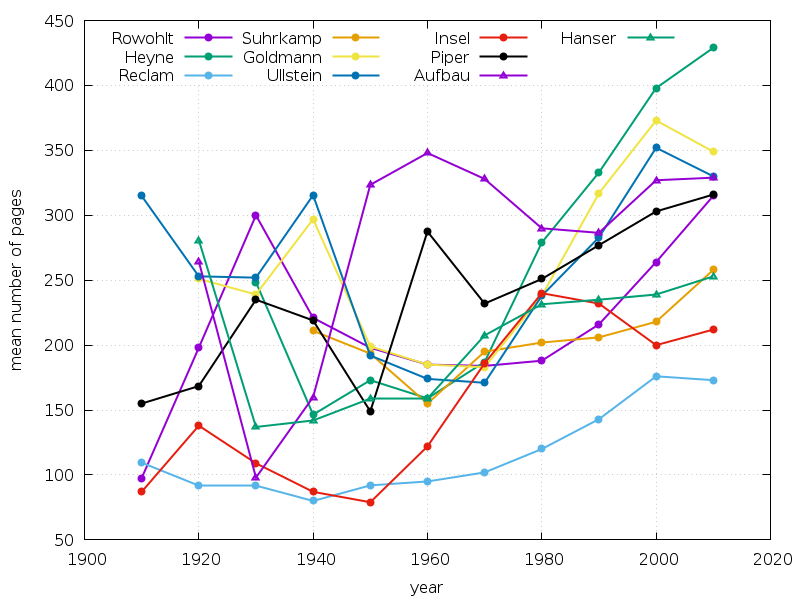 450
400
350
300
250
200
150
100
50
mean number of pages
Rowohlt
Heyne
Reclam
Suhrkamp
Goldmann
Ullstein
Insel
Piper
Aufbau
Hanser
1900 1920 1940 1960 1980 2000 2020
year